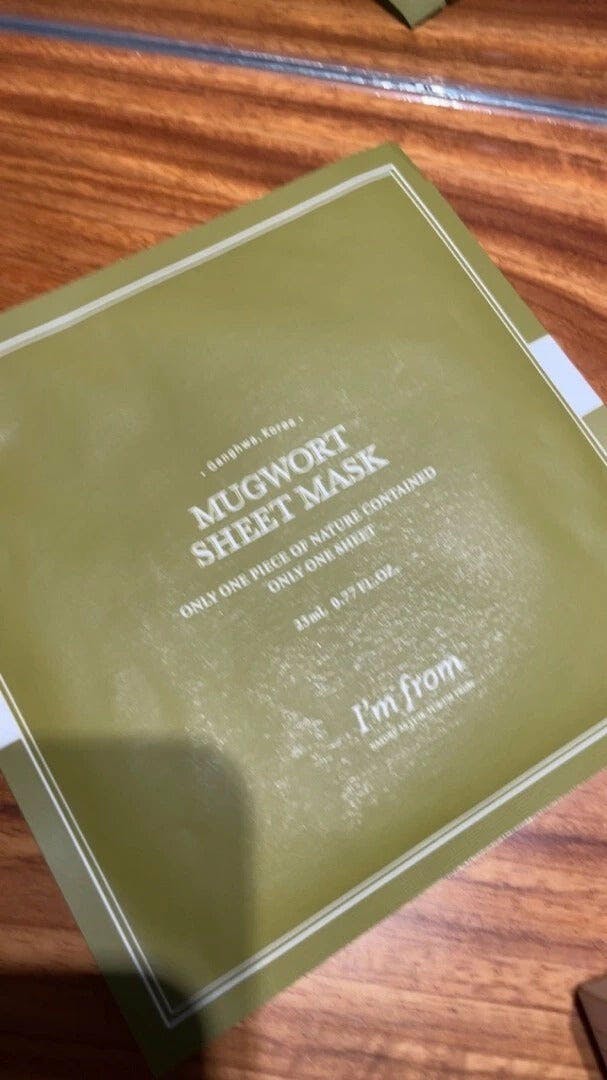 : Ganghwa, Korea :
MUGWORT
SHEET MASK
ONLY ONE PIECE OF NATURE CONTAINED
ONLY ONE SHEET
23mL 0.77 FL.OZ.
I'm from